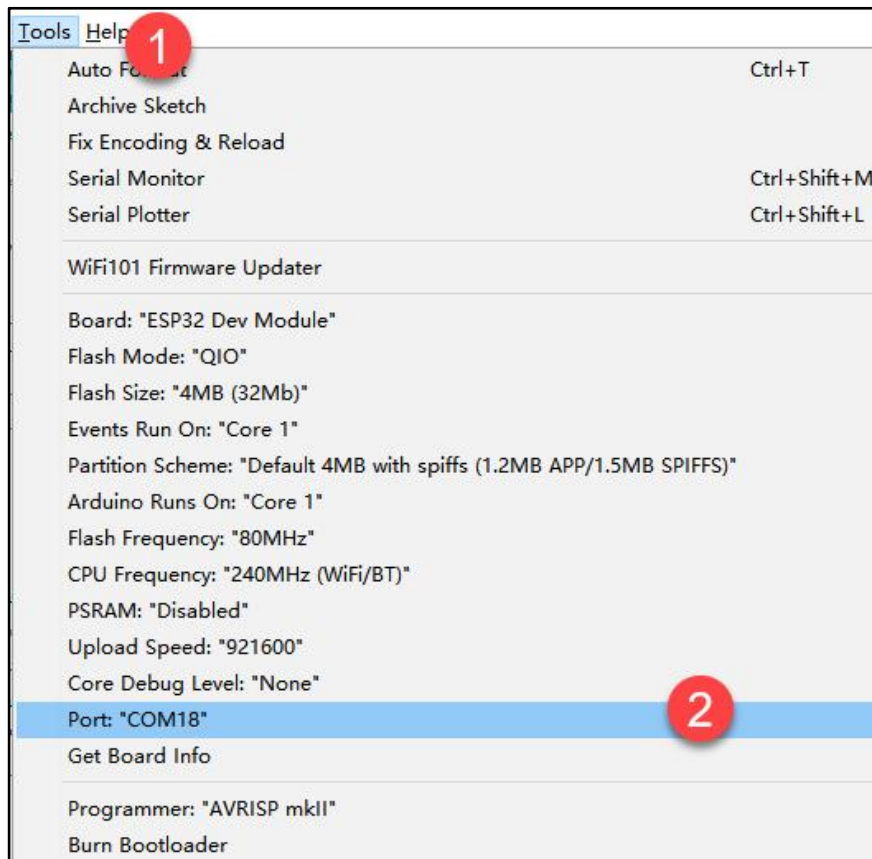 Tools Help
1
Auto Format Ctrl+T
Archive Sketch
Fix Encoding & Reload
Serial Monitor Ctrl+Shift+M
Serial Plotter Ctrl+Shift+L
WiFi101 Firmware Updater
Board: "ESP32 Dev Module"
Flash Mode: "QIO"
Flash Size: "4MB (32Mb)"
Events Run On: "Core 1"
Partition Scheme: "Default 4MB with spiffs (1.2MB APP/1.5MB SPIFFS)"
Arduino Runs On: "Core 1"
Flash Frequency: "80MHz"
CPU Frequency: "240MHz (WiFi/BT)"
PSRAM: "Disabled"
Upload Speed: "921600"
Core Debug Level: "None"
Port: "COM18" 2
Get Board Info
Programmer: "AVRISP mkII"
Burn Bootloader